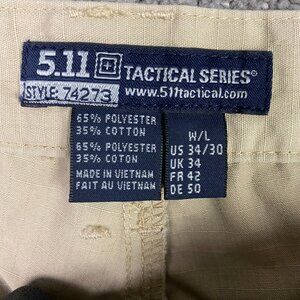 5.11 TACTICAL SERIES®
STYLE 74273 www.511tactical.com
65% POLYESTER
35% COTTON
65% POLYESTER
35% COTON
MADE IN VIETNAM
FAIT AU VIETNAM
W/L
US 34/30
UK 34
FR 42
DE 50